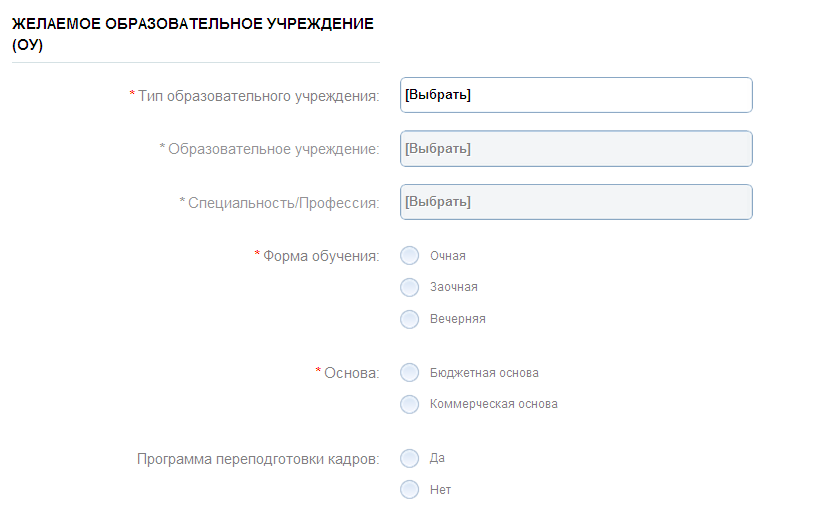 ЖЕЛАЕМОЕ ОБРАЗОВАТЕЛЬНОЕ УЧРЕЖДЕНИЕ
(ОУ)
* Тип образовательного учреждения: [Выбрать]
* Образовательное учреждение: [Выбрать]
* Специальность/Профессия: [Выбрать]
* Форма обучения: Очная
Заочная
Вечерняя
* Основа: Бюджетная основа
Коммерческая основа
Программа переподготовки кадров: Да
Нет